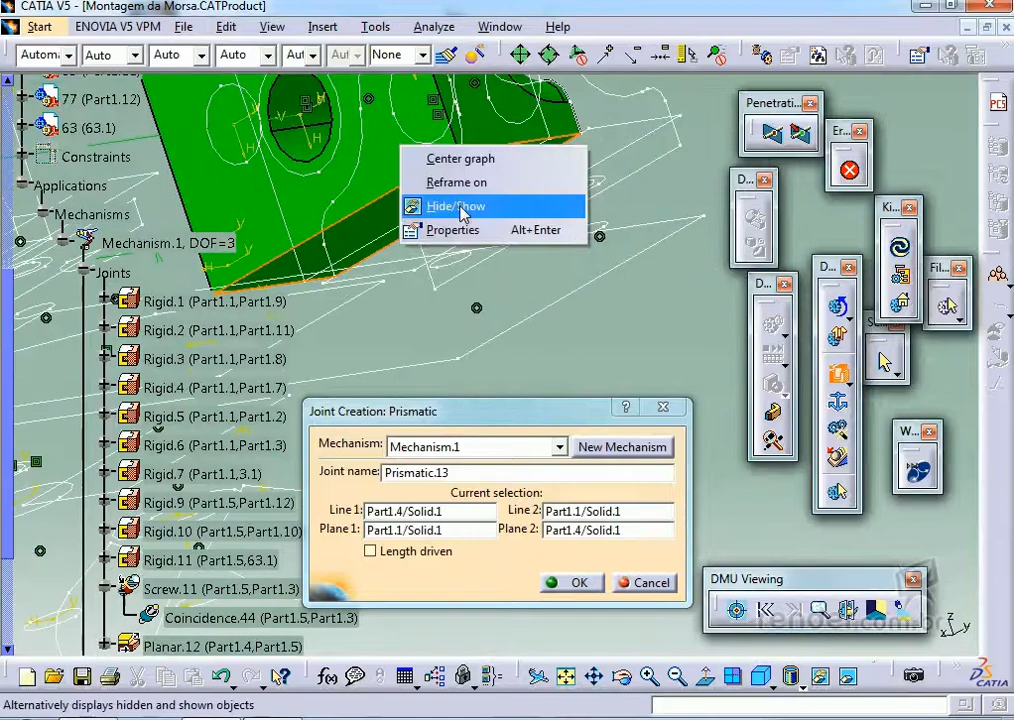 CATIA V5 - [Montagem da Morsa.CATProduct]
Start ENOVIA V5 VPM File Edit View Insert Tools Analyze Window Help
Automa Auto Auto Auto Aut Aut None
77 (Part1.12)
63 (63.1)
Constraints
Applications
Mechanisms
Mechanism.1, DOF=3
Joints
Rigid.1 (Part1.1,Part1.9)
Rigid.2 (Part1.1,Part1.11)
Rigid.3 (Part1.1,Part1.8)
Rigid.4 (Part1.1,Part1.7)
Rigid.5 (Part1.1,Part1.2)
Rigid.6 (Part1.1,Part1.3)
Rigid.7 (Part1.1,3.1)
Rigid.9 (Part1.5,Part1.12)
Rigid.10 (Part1.5,Part1.10)
Rigid.11 (Part1.5,63.1)
Screw.11 (Part1.5,Part1.3)
Coincidence.44 (Part1.5,Part1.3)
Planar.12 (Part1.4,Part1.5)
V
H
H
H
H
Center graph
Reframe on
Hide/Show
Properties Alt+Enter
Penetrati...
Er...
D...
Ki...
D...
D...
Fil...
W...
PCS
Joint Creation: Prismatic
Mechanism: Mechanism.1 New Mechanism
Joint name: Prismatic.13
Current selection:
Line 1: Part1.4/Solid.1 Line 2: Part1.1/Solid.1
Plane 1: Part1.1/Solid.1 Plane 2: Part1.4/Solid.1
Length driven
OK Cancel
DMU Viewing
z
y
x
f(x)
DS
CATIA
Alternatively displays hidden and shown objects